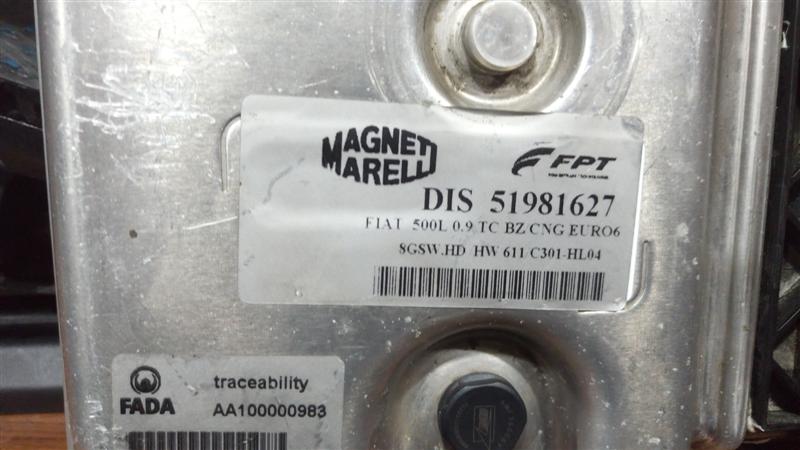 MAGNETI
MARELLI
FPT
DIS 51981627
FIAT 500L 0.9 TC BZ CNG EURO6
8GSW.HD HW 611 C301-HL04
FADA
traceability
AA100000983